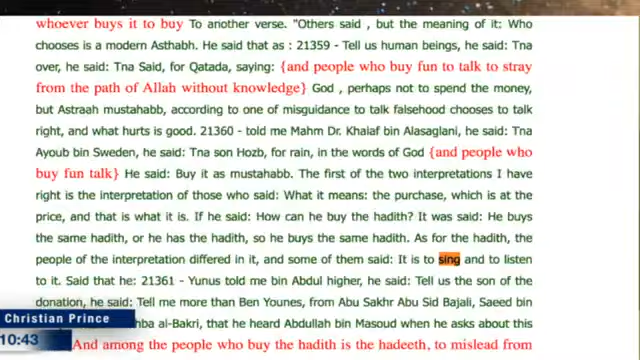 whoever buys it to buy To another verse. "Others said , but the meaning of it: Who
chooses is a modern Asthabh. He said that as : 21359 - Tell us human beings, he said: Tna
over, he said: Tna Said, for Qatada, saying: {and people who buy fun to talk to stray
from the path of Allah without knowledge} God , perhaps not to spend the money,
but Astraah mustahabb, according to one of misguidance to talk falsehood chooses to talk
right, and what hurts is good. 21360 - told me Mahm Dr. Khalaf bin Alasaglani, he said: Tna
Ayoub bin Sweden, he said: Tna son Hozb, for rain, in the words of God {and people who
buy fun talk} He said: Buy it as mustahabb. The first of the two interpretations I have
right is the interpretation of those who said: What it means: the purchase, which is at the
price, and that is what it is. If he said: How can he buy the hadith? It was said: He buys
the same hadith, or he has the hadith, so he buys the same hadith. As for the hadith, the
people of the interpretation differed in it, and some of them said: It is to sing and to listen
to it. Said that he: 21361 - Yunus told me bin Abdul higher, he said: Tell us the son of the
donation, he said: Tell me more than Ben Younes, from Abu Sakhr Abu Sid Bajali, Saeed bin
al-Bakri, that he heard Abdullah bin Masoud when he asks about this
And among the people who buy the hadith is the hadeeth, to mislead from
Christian Prince
10:43